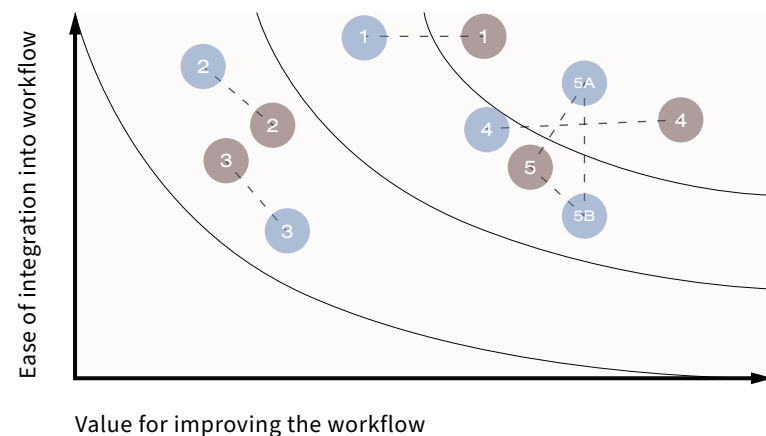 Ease of integration into workflow
1
1
2
5A
2
4
4
3
5
3
5B
Value for improving the workflow